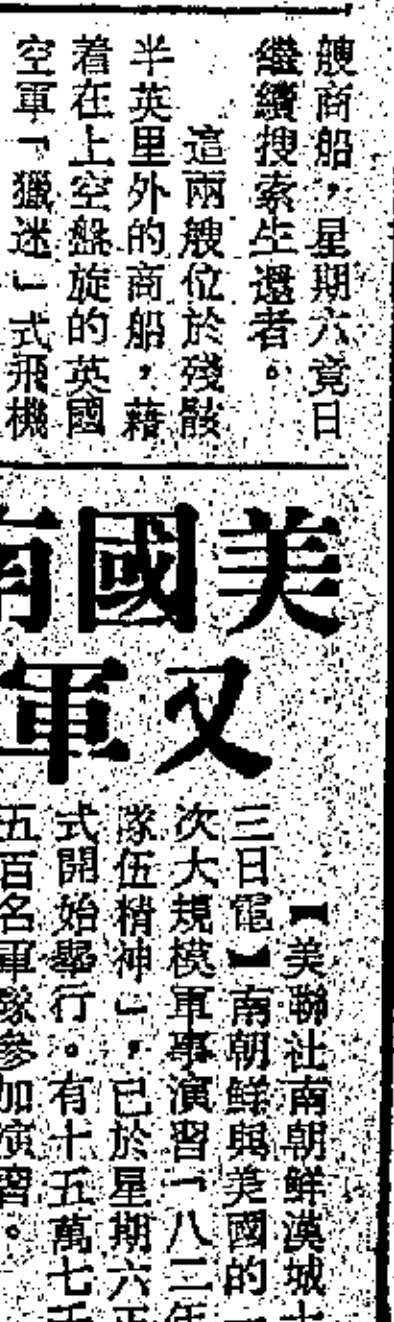 艘商船，星期六竟日
繼續搜索生還者。
這兩艘位於殘骸
半英里外的商船，藉
着在上空盤旋的英國
空軍「獵迷」式飛機
美國南
又軍
【美聯社南朝鮮漢城十
三日電】南朝鮮與美國的一
次大規模軍事演習「八二年
隊伍精神」，已於星期六正
式開始舉行。有十五萬七千
五百名軍隊參加演習。